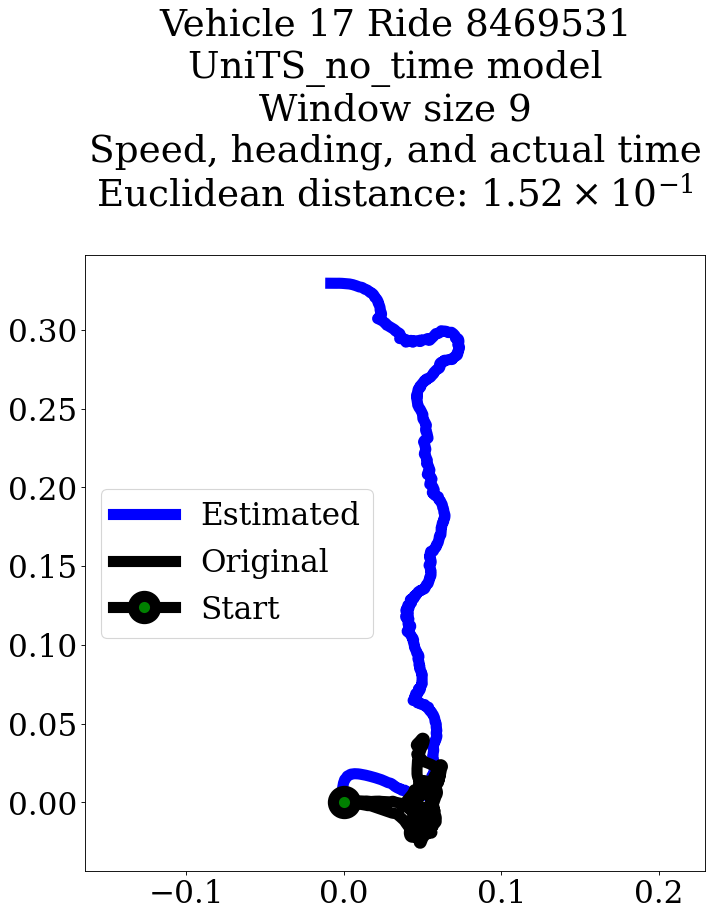 Vehicle 17 Ride 8469531
UniTS_no_time model
Window size 9
Speed, heading, and actual time
Euclidean distance: 1.52 × 10⁻¹
0.30
0.25
0.20
0.15
0.10
0.05
0.00
Estimated
Original
Start
−0.1
0.0
0.1
0.2